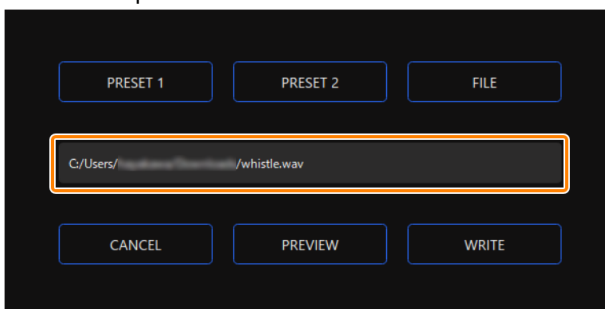 PRESET 1 PRESET 2 FILE
C:/Users/ /whistle.wav
CANCEL PREVIEW WRITE